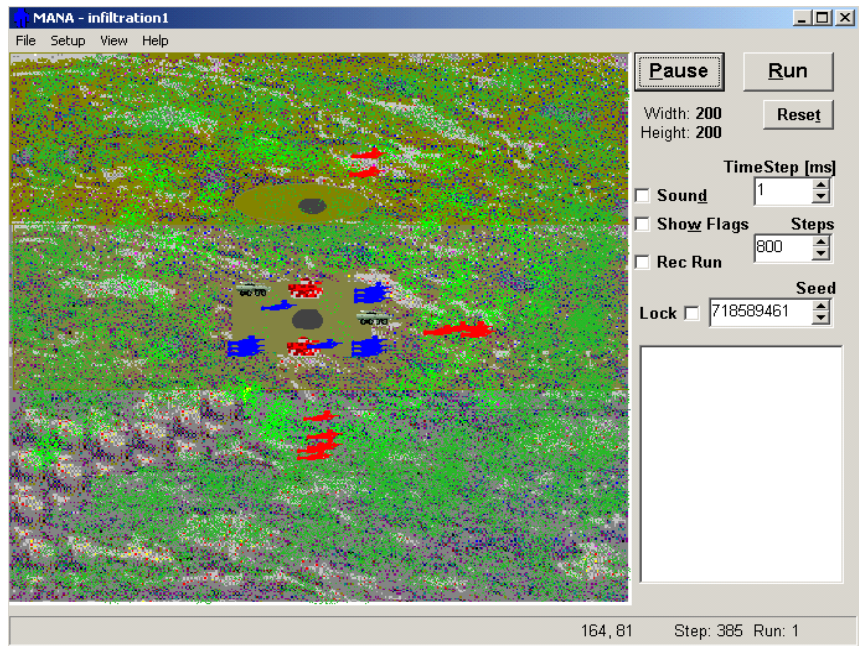 MANA - infiltration1
File Setup View Help
Pause Run
Width: 200
Height: 200
Reset
TimeStep [ms]
Sound 1
Show Flags Steps
800
Rec Run
Seed
Lock 718589461
164, 81 Step: 385 Run: 1